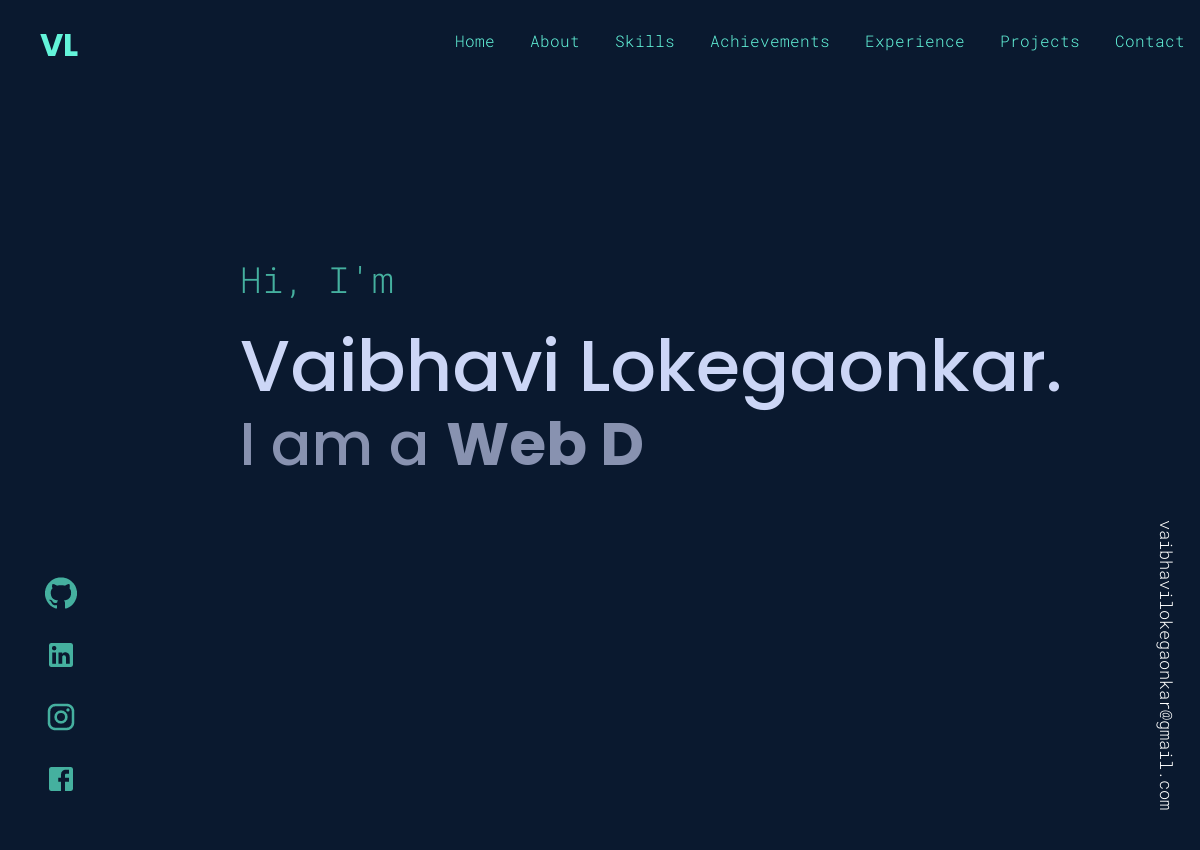 VL
Home About Skills Achievements Experience Projects Contact
Hi, I'm
Vaibhavi Lokegaonkar.
I am a Web D
vaibhavilokegaonkar@gmail.com